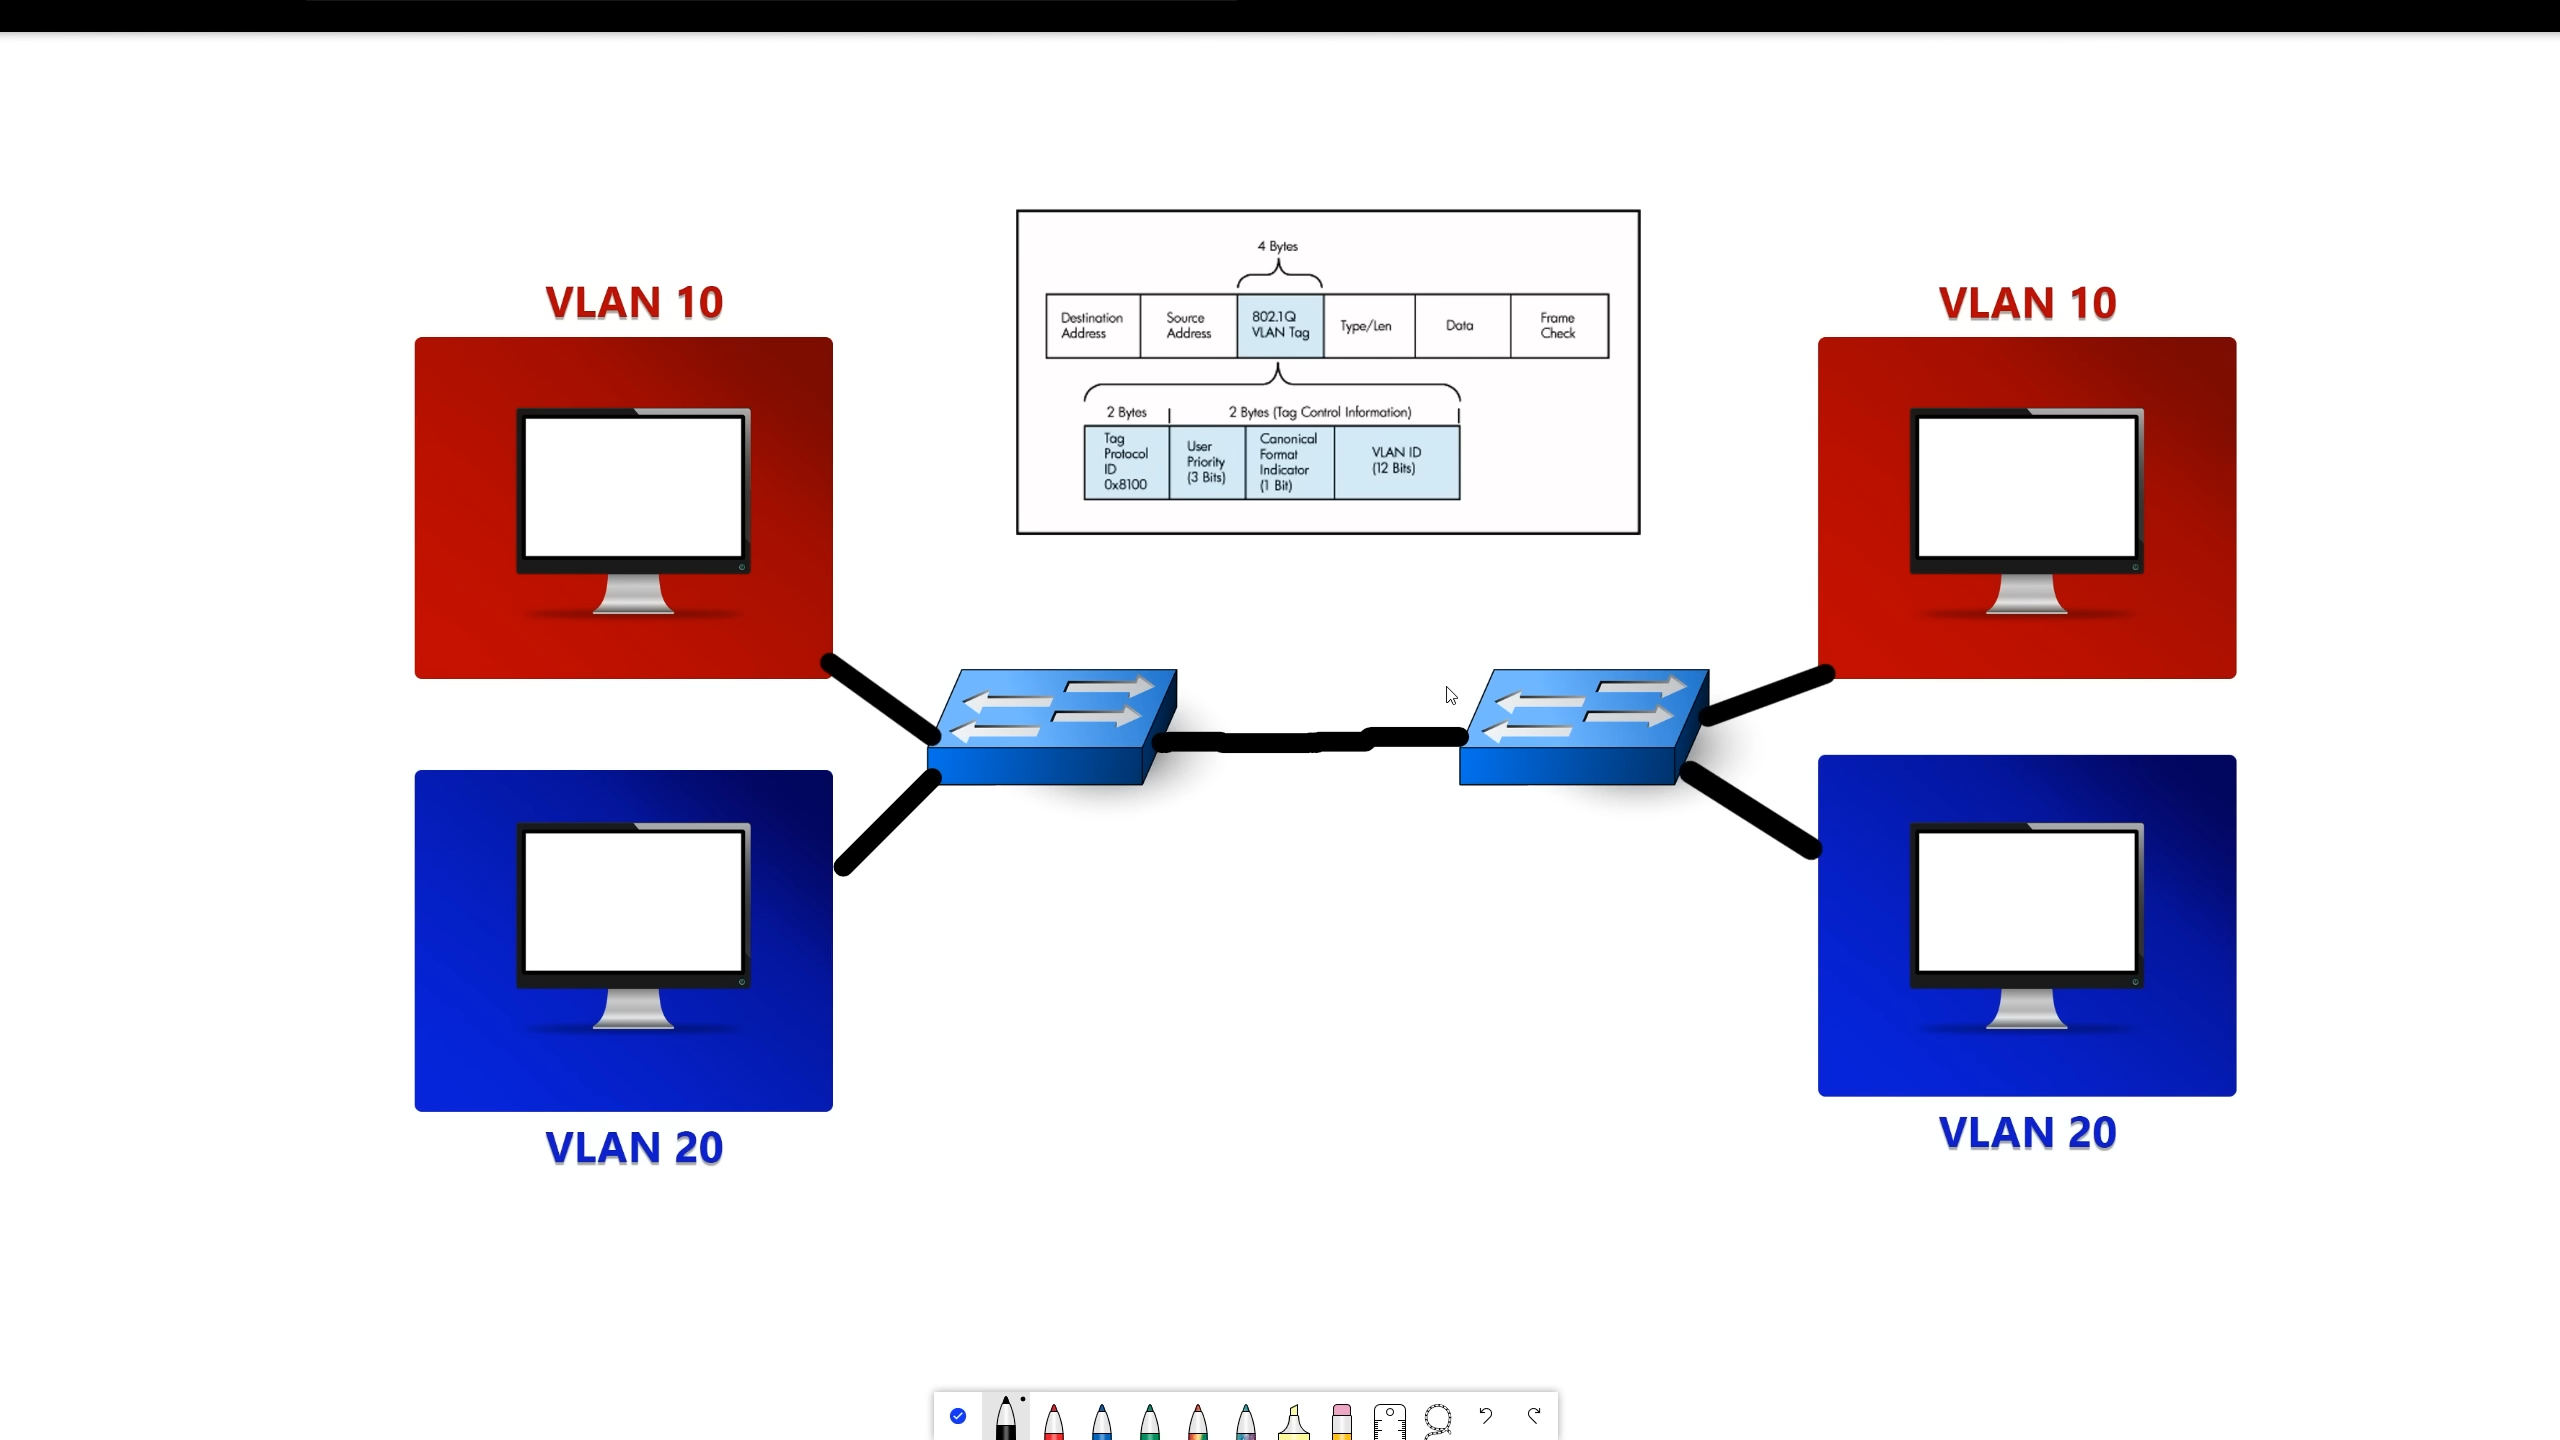 VLAN 10
VLAN 10
4 Bytes
Destination
Address
Source
Address
802.1Q
VLAN Tag
Type/Len
Data
Frame
Check
2 Bytes
2 Bytes (Tag Control Information)
Tag
Protocol
ID
0x8100
User
Priority
(3 Bits)
Canonical
Format
Indicator
(1 Bit)
VLAN ID
(12 Bits)
VLAN 20
VLAN 20